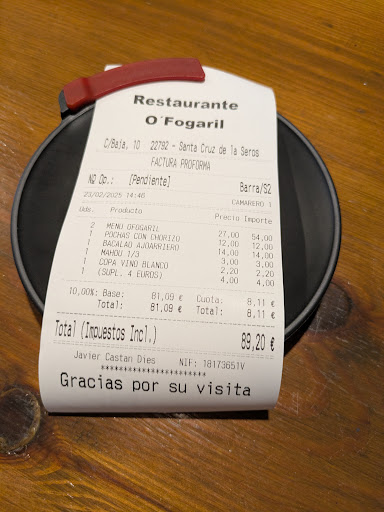 Restaurante
O´Fogaril
C/Baja, 10 22792 - Santa Cruz de la Seros
FACTURA PROFORMA
Nº Op.: [Pendiente] Barra/S2
23/02/2025 14:46 CAMARERO 1
Uds. Producto Precio Importe
2 MENU OFOGARIL 27,00 54,00
1 POCHAS CON CHORIZO 12,00 12,00
1 BACALAO AJOARRIERO 14,00 14,00
1 MAHOU 1/3 3,00 3,00
1 COPA VINO BLANCO 2,20 2,20
1 (SUPL. 4 EUROS) 4,00 4,00
10,00%: Base: 81,09 € Cuota: 8,11 €
Total: 81,09 € Total: 8,11 €
Total (Impuestos Incl.) 89,20 €
Javier Castan Dies NIF: 18173651V
***********************
Gracias por su visita